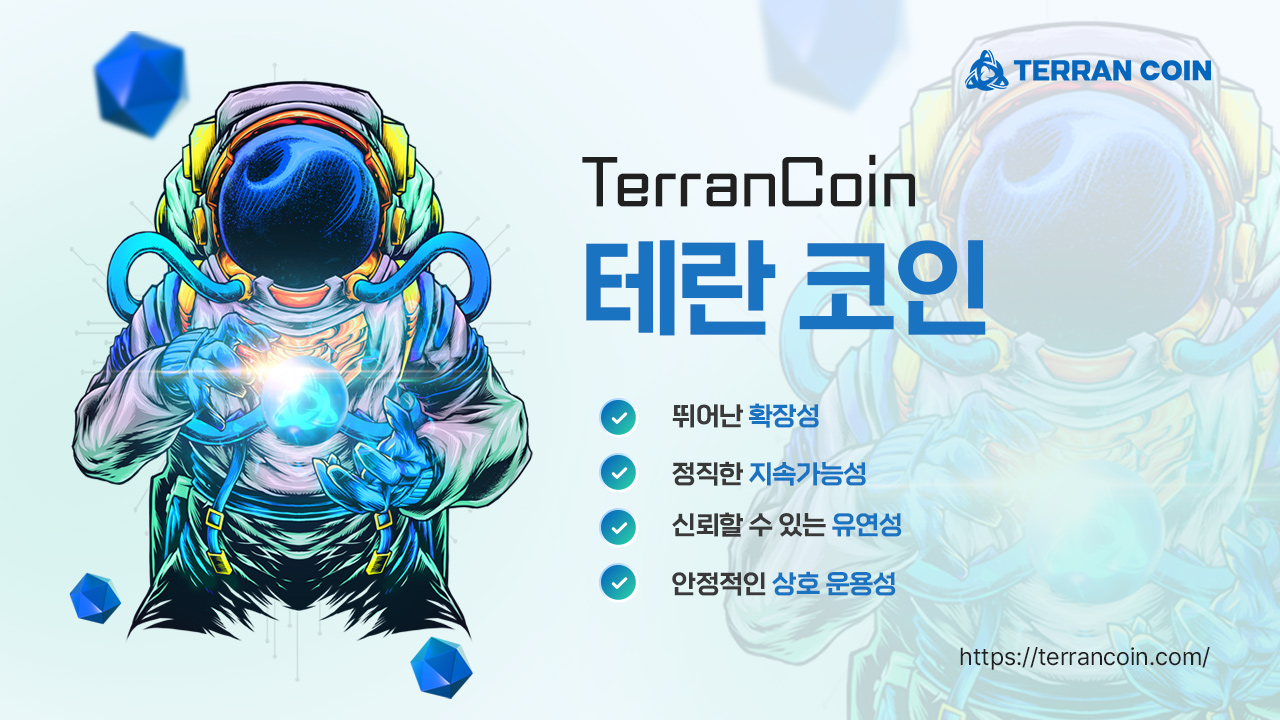 TERRAN COIN
TerranCoin
테란 코인
뛰어난 확장성
정직한 지속가능성
신뢰할 수 있는 유연성
안정적인 상호 운용성
https://terrancoin.com/